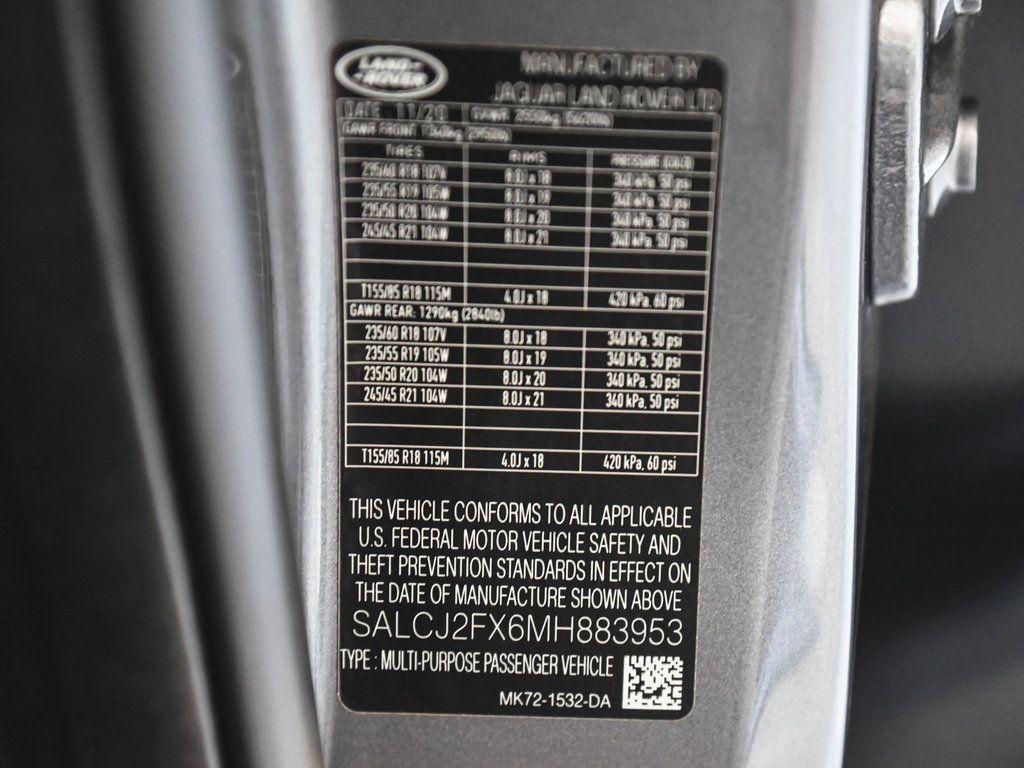 LAND-
-ROVER
MANUFACTURED BY
JAGUAR LAND ROVER LTD
DATE: 11/20 GAWR
GAWR FRONT:
TIRES RIMS PRESSURE (COLD)
235/60 R18 107V 8.0J x 18 340 kPa, 50 psi
235/55 R19 105W 8.0J x 19 340 kPa, 50 psi
235/50 R20 104W 8.0J x 20 340 kPa, 50 psi
245/45 R21 104W 8.0J x 21 340 kPa, 50 psi
T155/85 R18 115M 4.0J x 18 420 kPa, 60 psi
GAWR REAR: 1290kg (2840lb)
235/60 R18 107V 8.0J x 18 340 kPa, 50 psi
235/55 R19 105W 8.0J x 19 340 kPa, 50 psi
235/50 R20 104W 8.0J x 20 340 kPa, 50 psi
245/45 R21 104W 8.0J x 21 340 kPa, 50 psi
T155/85 R18 115M 4.0J x 18 420 kPa, 60 psi
THIS VEHICLE CONFORMS TO ALL APPLICABLE
U.S. FEDERAL MOTOR VEHICLE SAFETY AND
THEFT PREVENTION STANDARDS IN EFFECT ON
THE DATE OF MANUFACTURE SHOWN ABOVE
SALCJ2FX6MH883953
TYPE : MULTI-PURPOSE PASSENGER VEHICLE
MK72-1532-DA